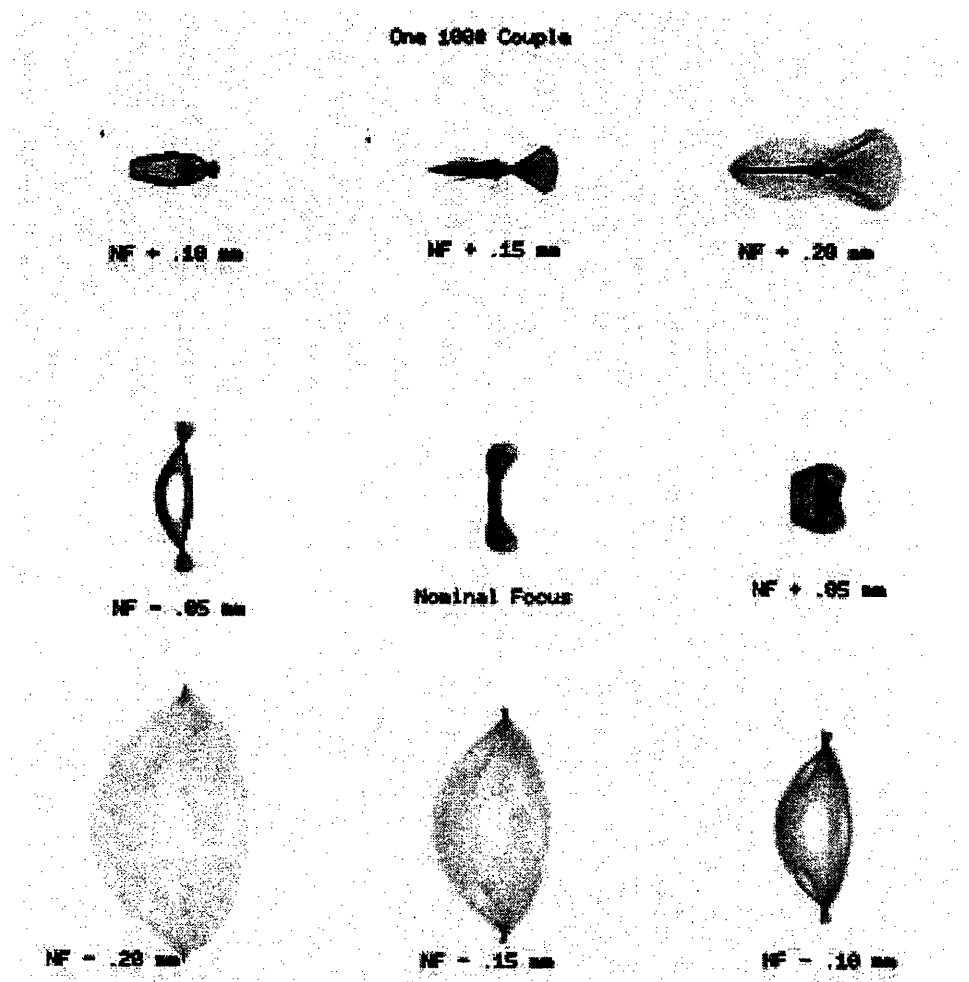 One 100# Couple
NF + .10 mm
NF + .15 mm
NF + .20 mm
NF - .05 mm
Nominal Focus
NF + .05 mm
NF - .20 mm
NF - .15 mm
NF - .10 mm